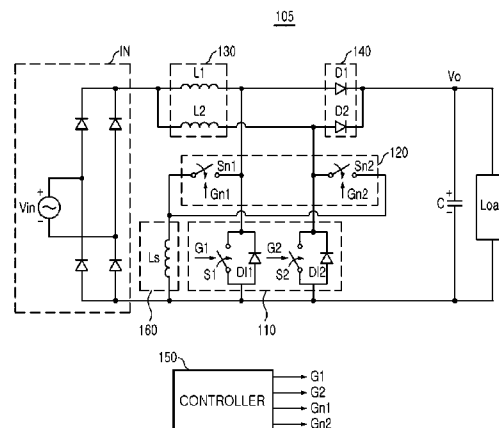 105
IN
130
140
L1
D1
Vo
L2
D2
120
Sn1
Sn2
Gn1
Gn2
Vin
+
−
Ls
G1
G2
S1
S2
DI1
DI2
C
+
−
Loa
160
110
150
CONTROLLER
G1
G2
Gn1
Gn2